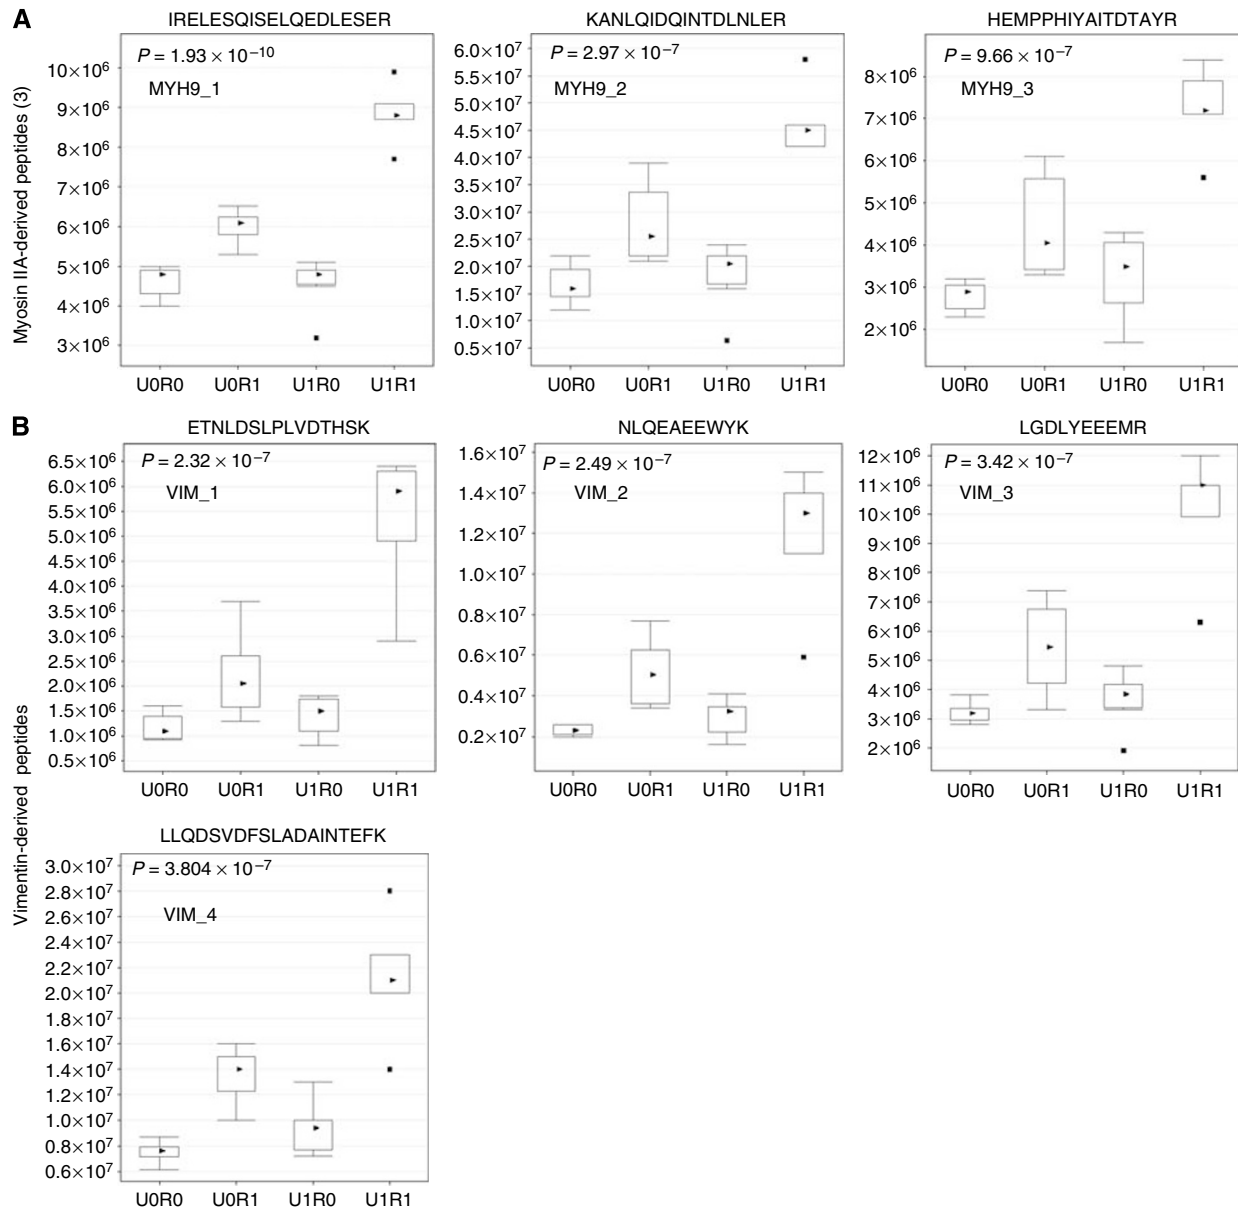 A
IRELESQISELQEDLESER
KANLQIDQINTDLNLER
HEMPPHIYAITDTAYR
Myosin IIA-derived peptides (3)
P = 1.93 × 10⁻¹⁰
MYH9_1
10×10⁶
9×10⁶
8×10⁶
7×10⁶
6×10⁶
5×10⁶
4×10⁶
3×10⁶
U0R0 U0R1 U1R0 U1R1
P = 2.97 × 10⁻⁷
MYH9_2
6.0×10⁷
5.5×10⁷
5.0×10⁷
4.5×10⁷
4.0×10⁷
3.5×10⁷
3.0×10⁷
2.5×10⁷
2.0×10⁷
1.5×10⁷
1.0×10⁷
0.5×10⁷
U0R0 U0R1 U1R0 U1R1
P = 9.66 × 10⁻⁷
MYH9_3
8×10⁶
7×10⁶
6×10⁶
5×10⁶
4×10⁶
3×10⁶
2×10⁶
U0R0 U0R1 U1R0 U1R1
B
ETNLDSLPLVDTHSK
NLQEAEEWYK
LGDLYEEEMR
Vimentin-derived peptides
P = 2.32 × 10⁻⁷
VIM_1
6.5×10⁶
6.0×10⁶
5.5×10⁶
5.0×10⁶
4.5×10⁶
4.0×10⁶
3.5×10⁶
3.0×10⁶
2.5×10⁶
2.0×10⁶
1.5×10⁶
1.0×10⁶
0.5×10⁶
U0R0 U0R1 U1R0 U1R1
P = 2.49 × 10⁻⁷
VIM_2
1.6×10⁷
1.4×10⁷
1.2×10⁷
1.0×10⁷
0.8×10⁷
0.6×10⁷
0.4×10⁷
0.2×10⁷
U0R0 U0R1 U1R0 U1R1
P = 3.42 × 10⁻⁷
VIM_3
12×10⁶
11×10⁶
10×10⁶
9×10⁶
8×10⁶
7×10⁶
6×10⁶
5×10⁶
4×10⁶
3×10⁶
2×10⁶
U0R0 U0R1 U1R0 U1R1
LLQDSVDFSLADAINTEFK
P = 3.804 × 10⁻⁷
VIM_4
3.0×10⁷
2.8×10⁷
2.6×10⁷
2.4×10⁷
2.2×10⁷
2.0×10⁷
1.8×10⁷
1.6×10⁷
1.4×10⁷
1.2×10⁷
1.0×10⁷
0.8×10⁷
0.6×10⁷
U0R0 U0R1 U1R0 U1R1